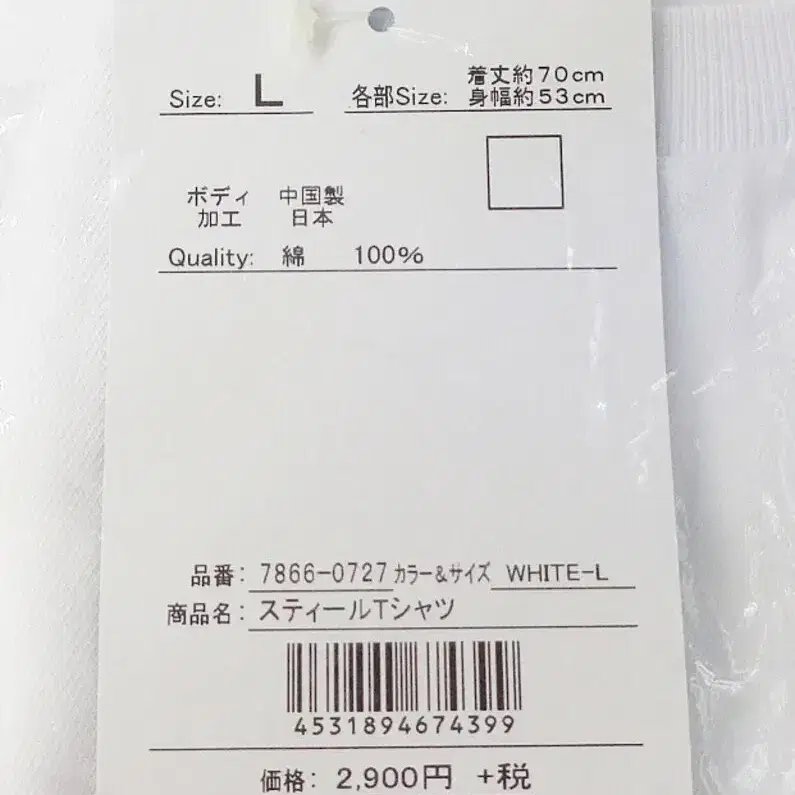 着丈約70cm
Size: L 各部Size: 身幅約53cm
ボディ 中国製
加工 日本
Quality: 綿 100%
品番: 7866-0727 カラー&サイズ WHITE-L
商品名: スティールTシャツ
4531894674399
価格: 2,900円 +税